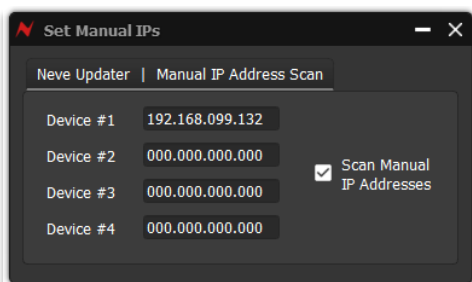 Set Manual IPs
Neve Updater | Manual IP Address Scan
Device #1 192.168.099.132
Device #2 000.000.000.000
Device #3 000.000.000.000
Device #4 000.000.000.000
Scan Manual
IP Addresses